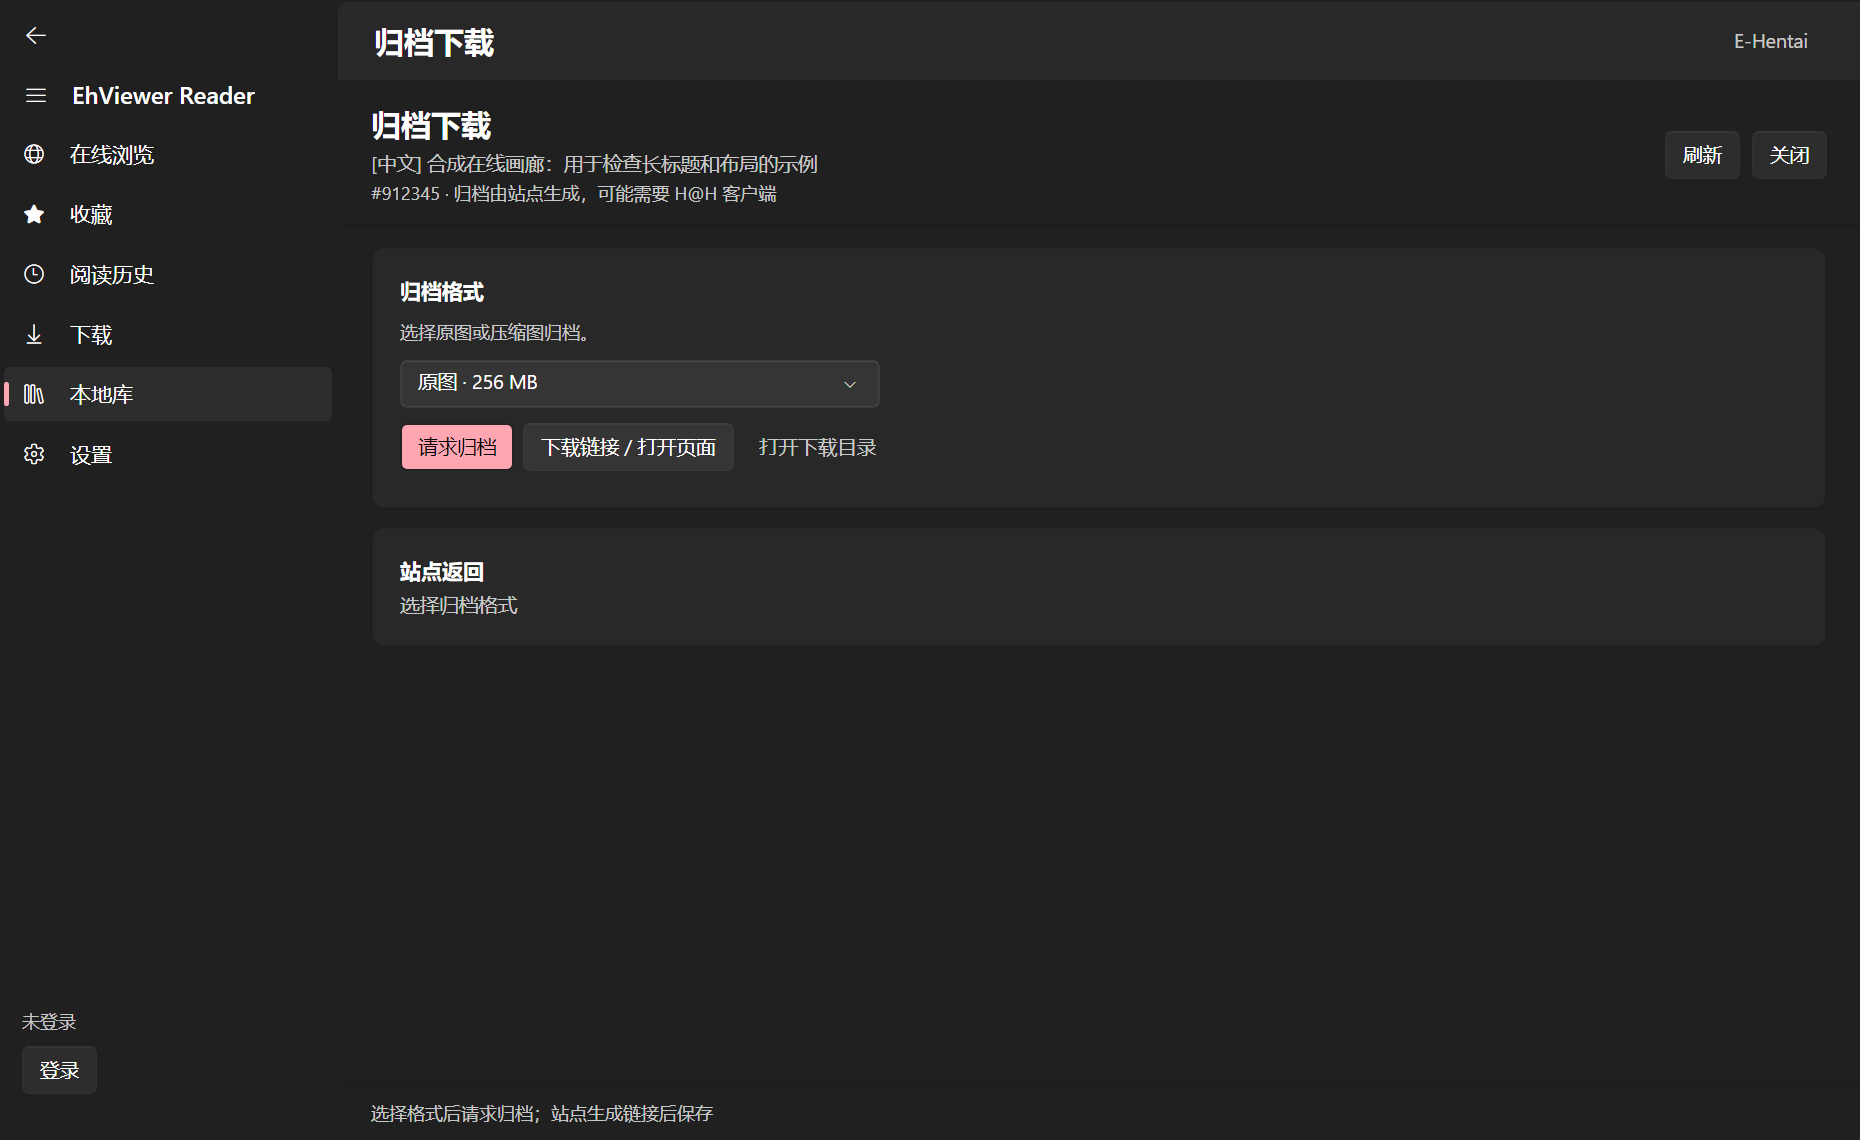 EhViewer Reader
在线浏览
收藏
阅读历史
下载
本地库
设置
未登录
登录
归档下载
E-Hentai
归档下载
[中文] 合成在线画廊：用于检查长标题和布局的示例
#912345 · 归档由站点生成，可能需要 H@H 客户端
刷新
关闭
归档格式
选择原图或压缩图归档。
原图 · 256 MB
请求归档
下载链接 / 打开页面
打开下载目录
站点返回
选择归档格式
选择格式后请求归档；站点生成链接后保存